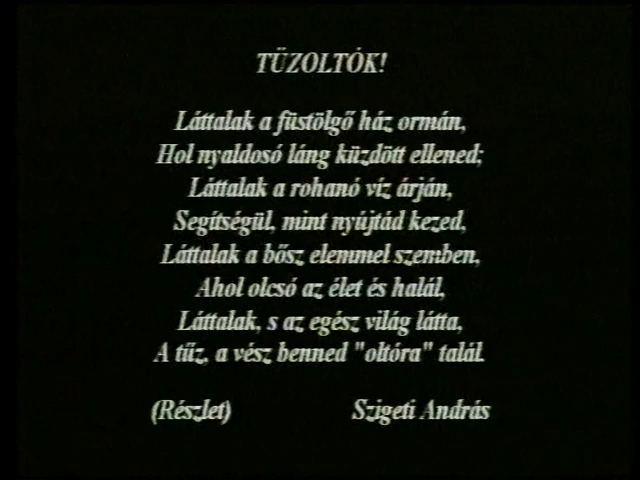 TŰZOLTÓK!
Láttalak a füstölgő ház ormán,
Hol nyaldosó láng küzdött ellened;
Láttalak a rohanó víz árján,
Segítségül, mint nyújtád kezed,
Láttalak a bősz elemmel szemben,
Ahol olcsó az élet és halál,
Láttalak, s az egész világ látta,
A tűz, a vész benned "oltóra" talál.
(Részlet) Szigeti András